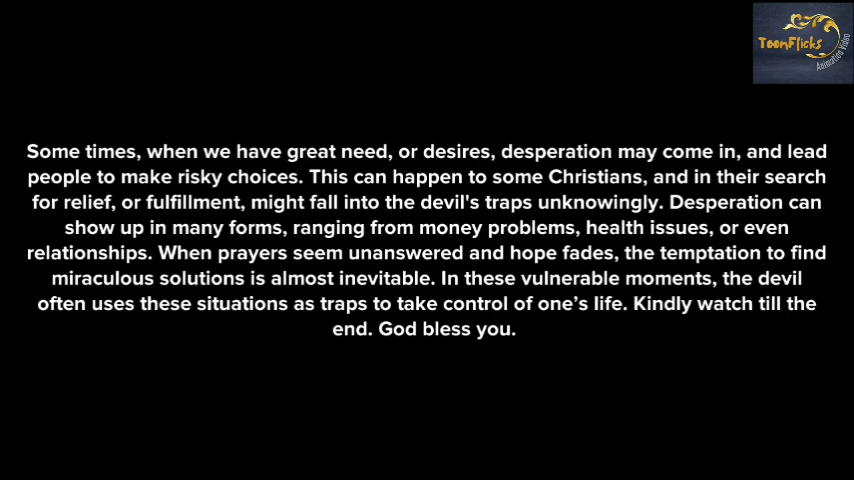 ToonFlicks
Animation Video
Some times, when we have great need, or desires, desperation may come in, and lead
people to make risky choices. This can happen to some Christians, and in their search
for relief, or fulfillment, might fall into the devil's traps unknowingly. Desperation can
show up in many forms, ranging from money problems, health issues, or even
relationships. When prayers seem unanswered and hope fades, the temptation to find
miraculous solutions is almost inevitable. In these vulnerable moments, the devil
often uses these situations as traps to take control of one’s life. Kindly watch till the
end. God bless you.